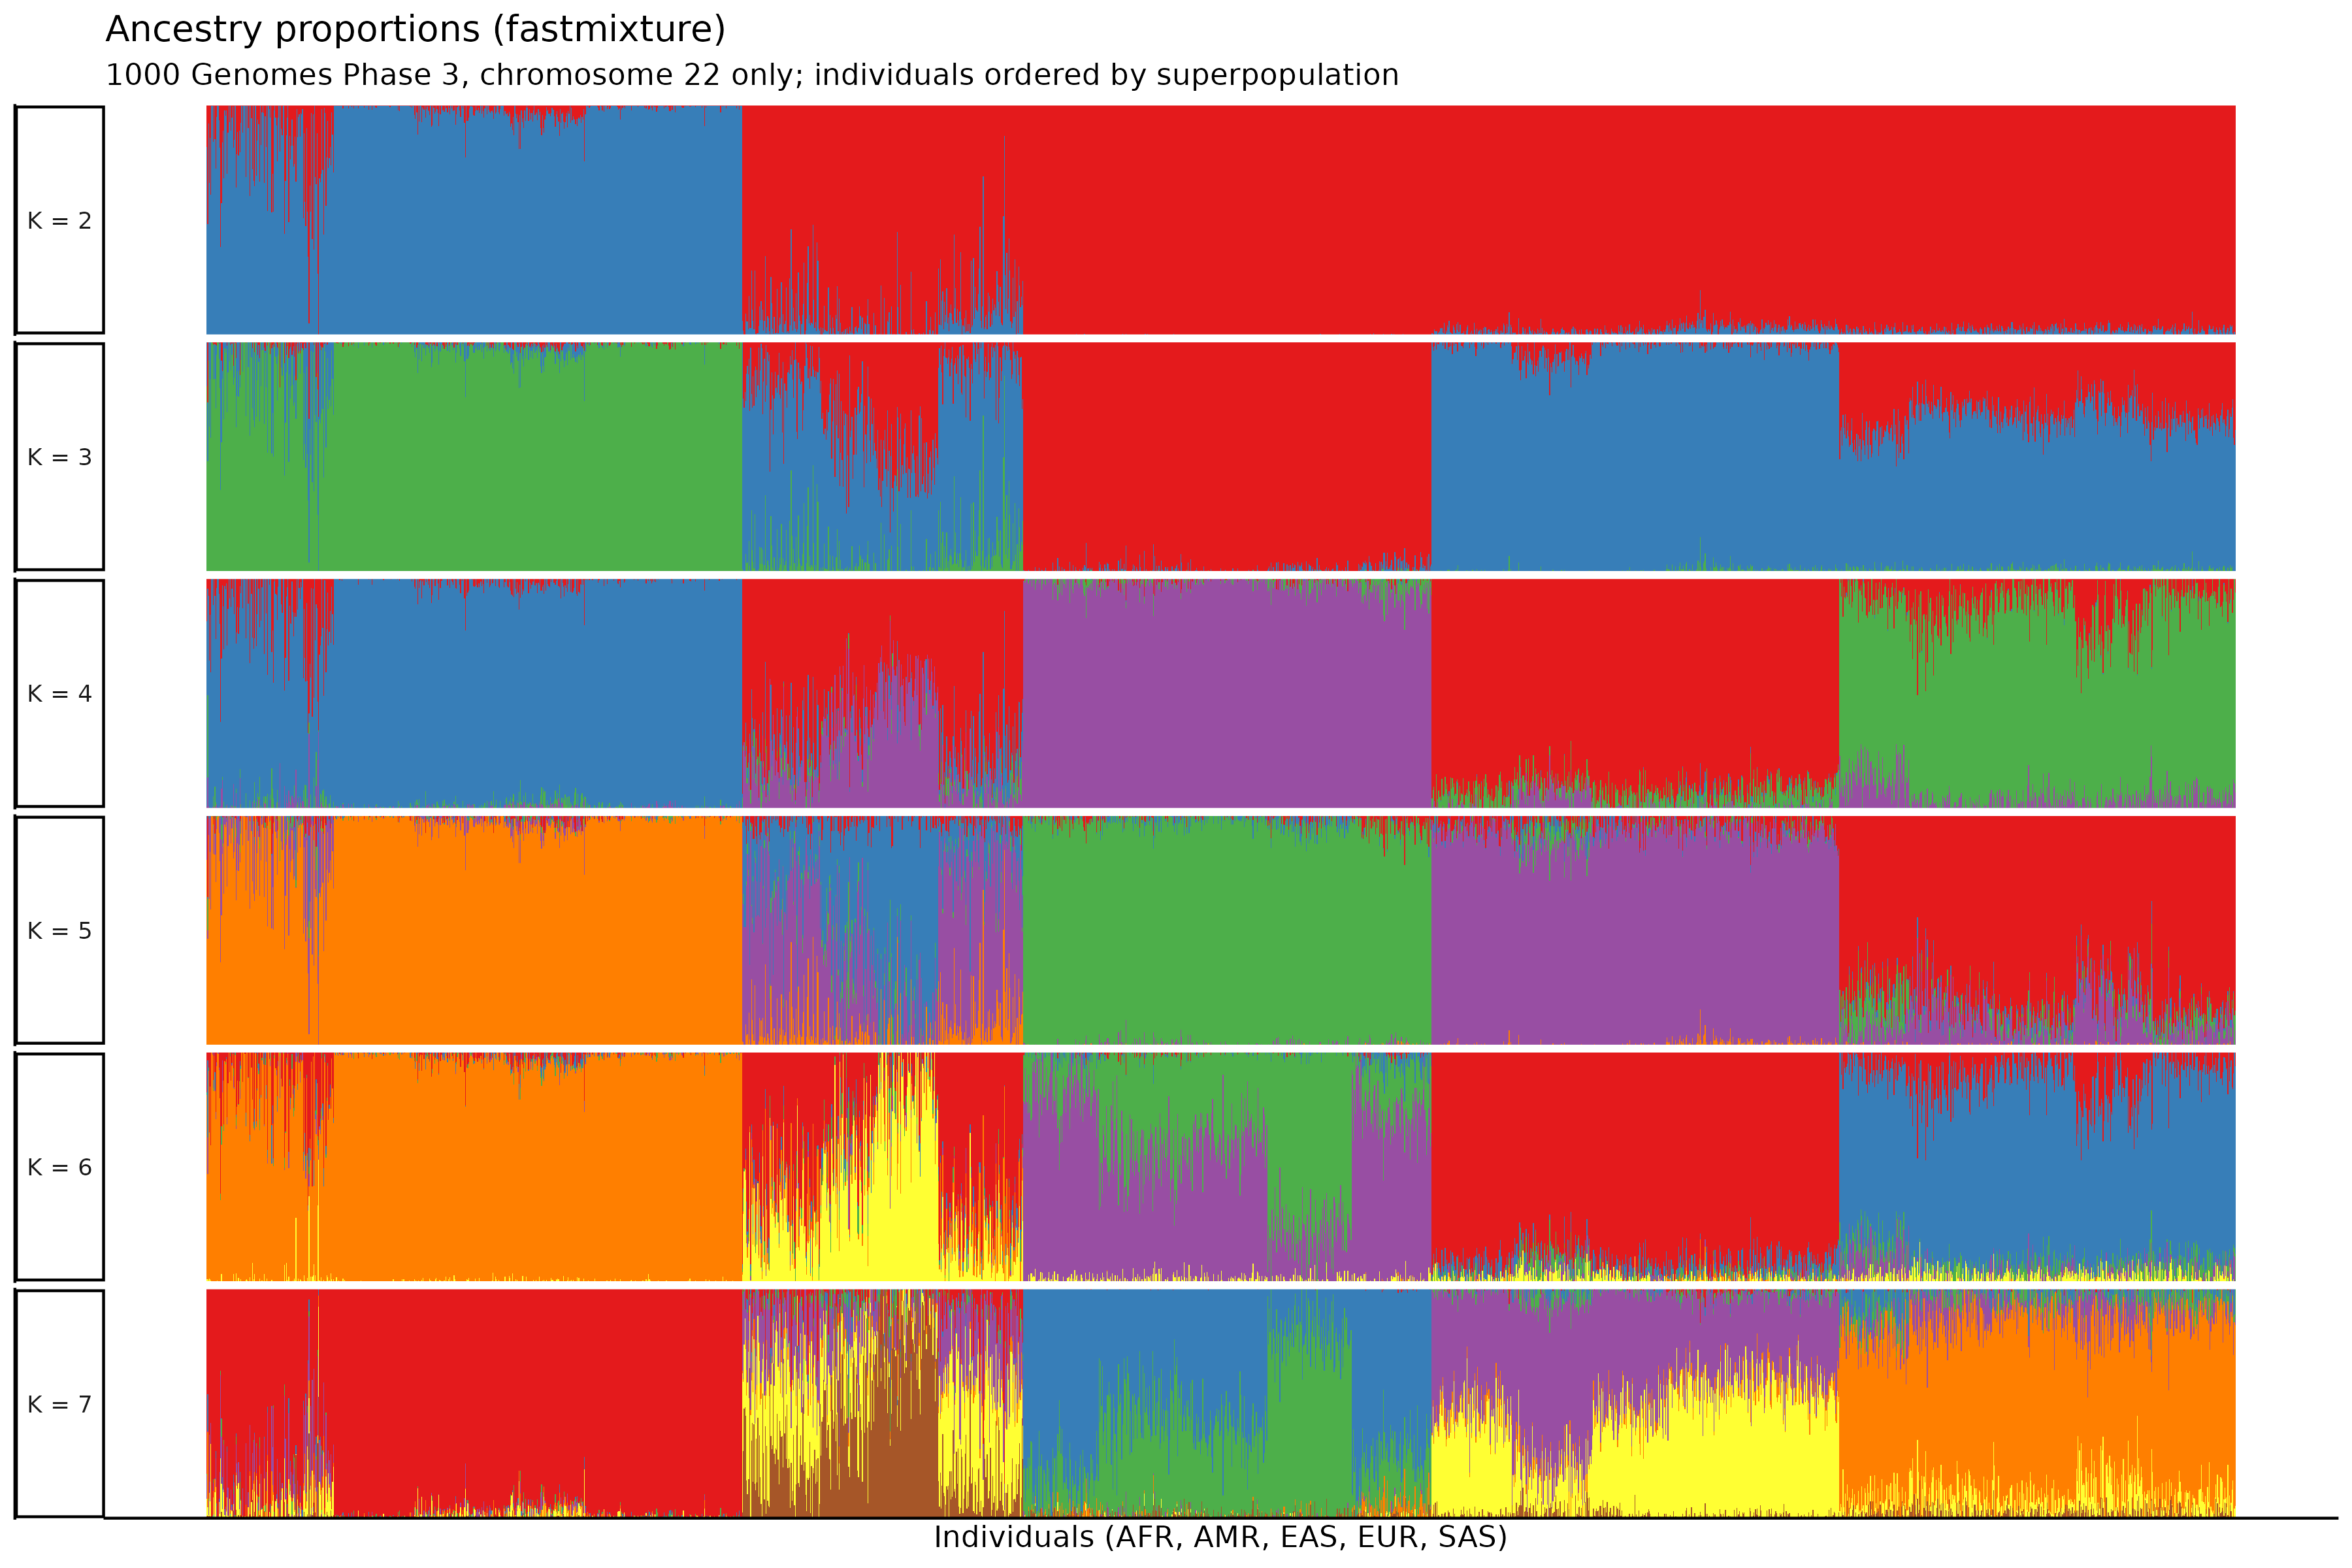 Ancestry proportions (fastmixture)
1000 Genomes Phase 3, chromosome 22 only; individuals ordered by superpopulation
K = 2
K = 3
K = 4
K = 5
K = 6
K = 7
Individuals (AFR, AMR, EAS, EUR, SAS)